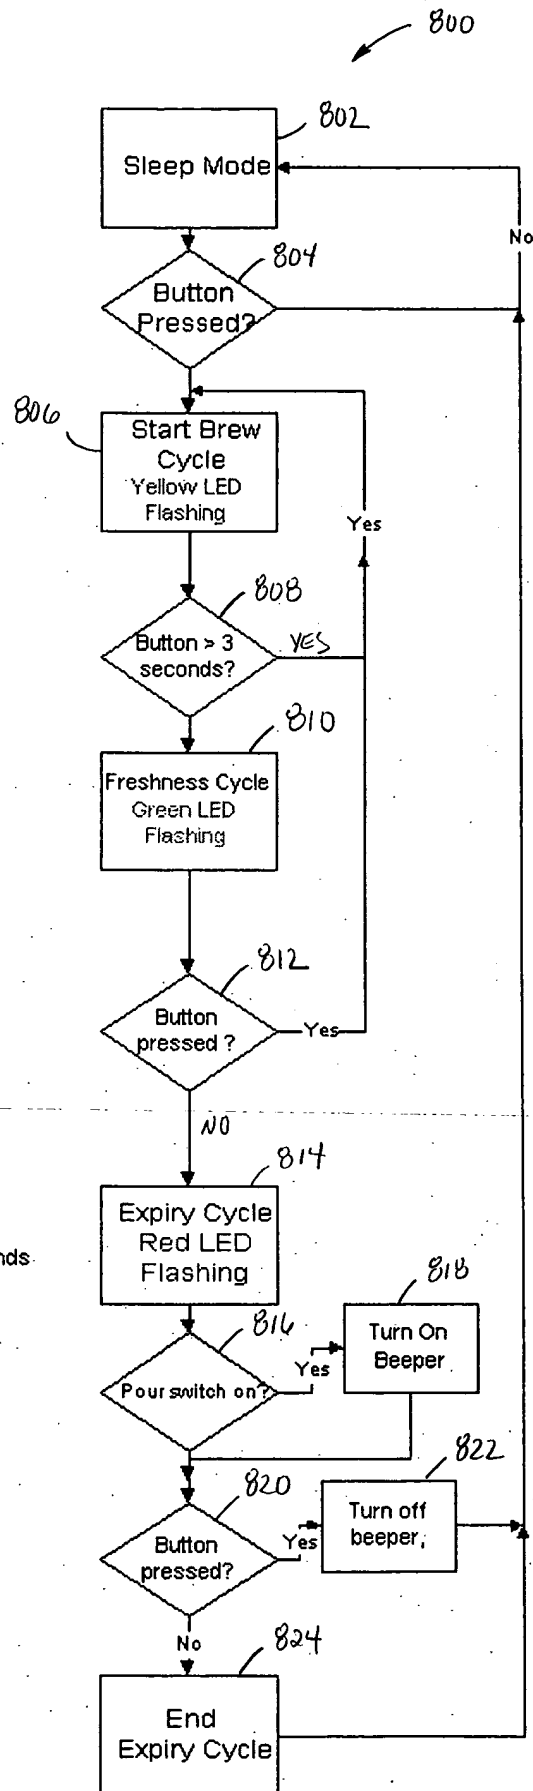 800
802
Sleep Mode
No
804
Button
Pressed?
806
Start Brew
Cycle
Yellow LED
Flashing
Yes
808
Button > 3
seconds?
YES
810
Freshness Cycle
Green LED
Flashing
812
Button
pressed ?
Yes
NO
814
Expiry Cycle
Red LED
Flashing
nds
816
Pour switch on?
Yes
818
Turn On
Beeper
820
Button
pressed?
Yes
822
Turn off
beeper,
No
824
End
Expiry Cycle